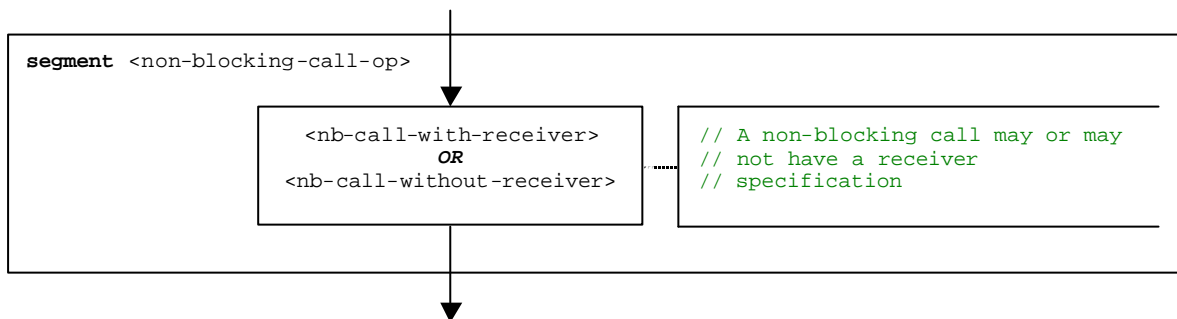 segment <non-blocking-call-op>
<nb-call-with-receiver>
OR
<nb-call-without-receiver>
// A non-blocking call may or may
// not have a receiver
// specification